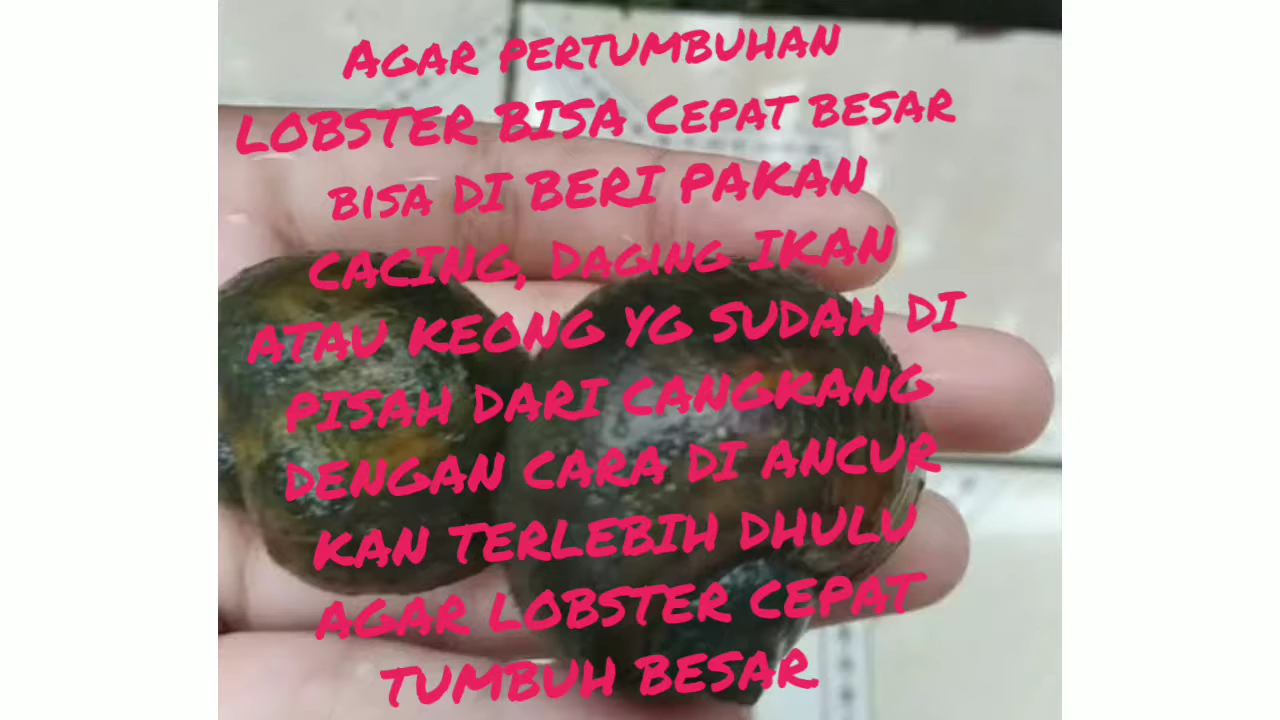 AGAR PERTUMBUHAN
LOBSTER BISA CEPAT BESAR
BISA DI BERI PAKAN
CACING, DAGING IKAN
ATAU KEONG YG SUDAH DI
PISAH DARI CANGKANG
DENGAN CARA DI ANCUR
KAN TERLEBIH DHULU
AGAR LOBSTER CEPAT
TUMBUH BESAR.